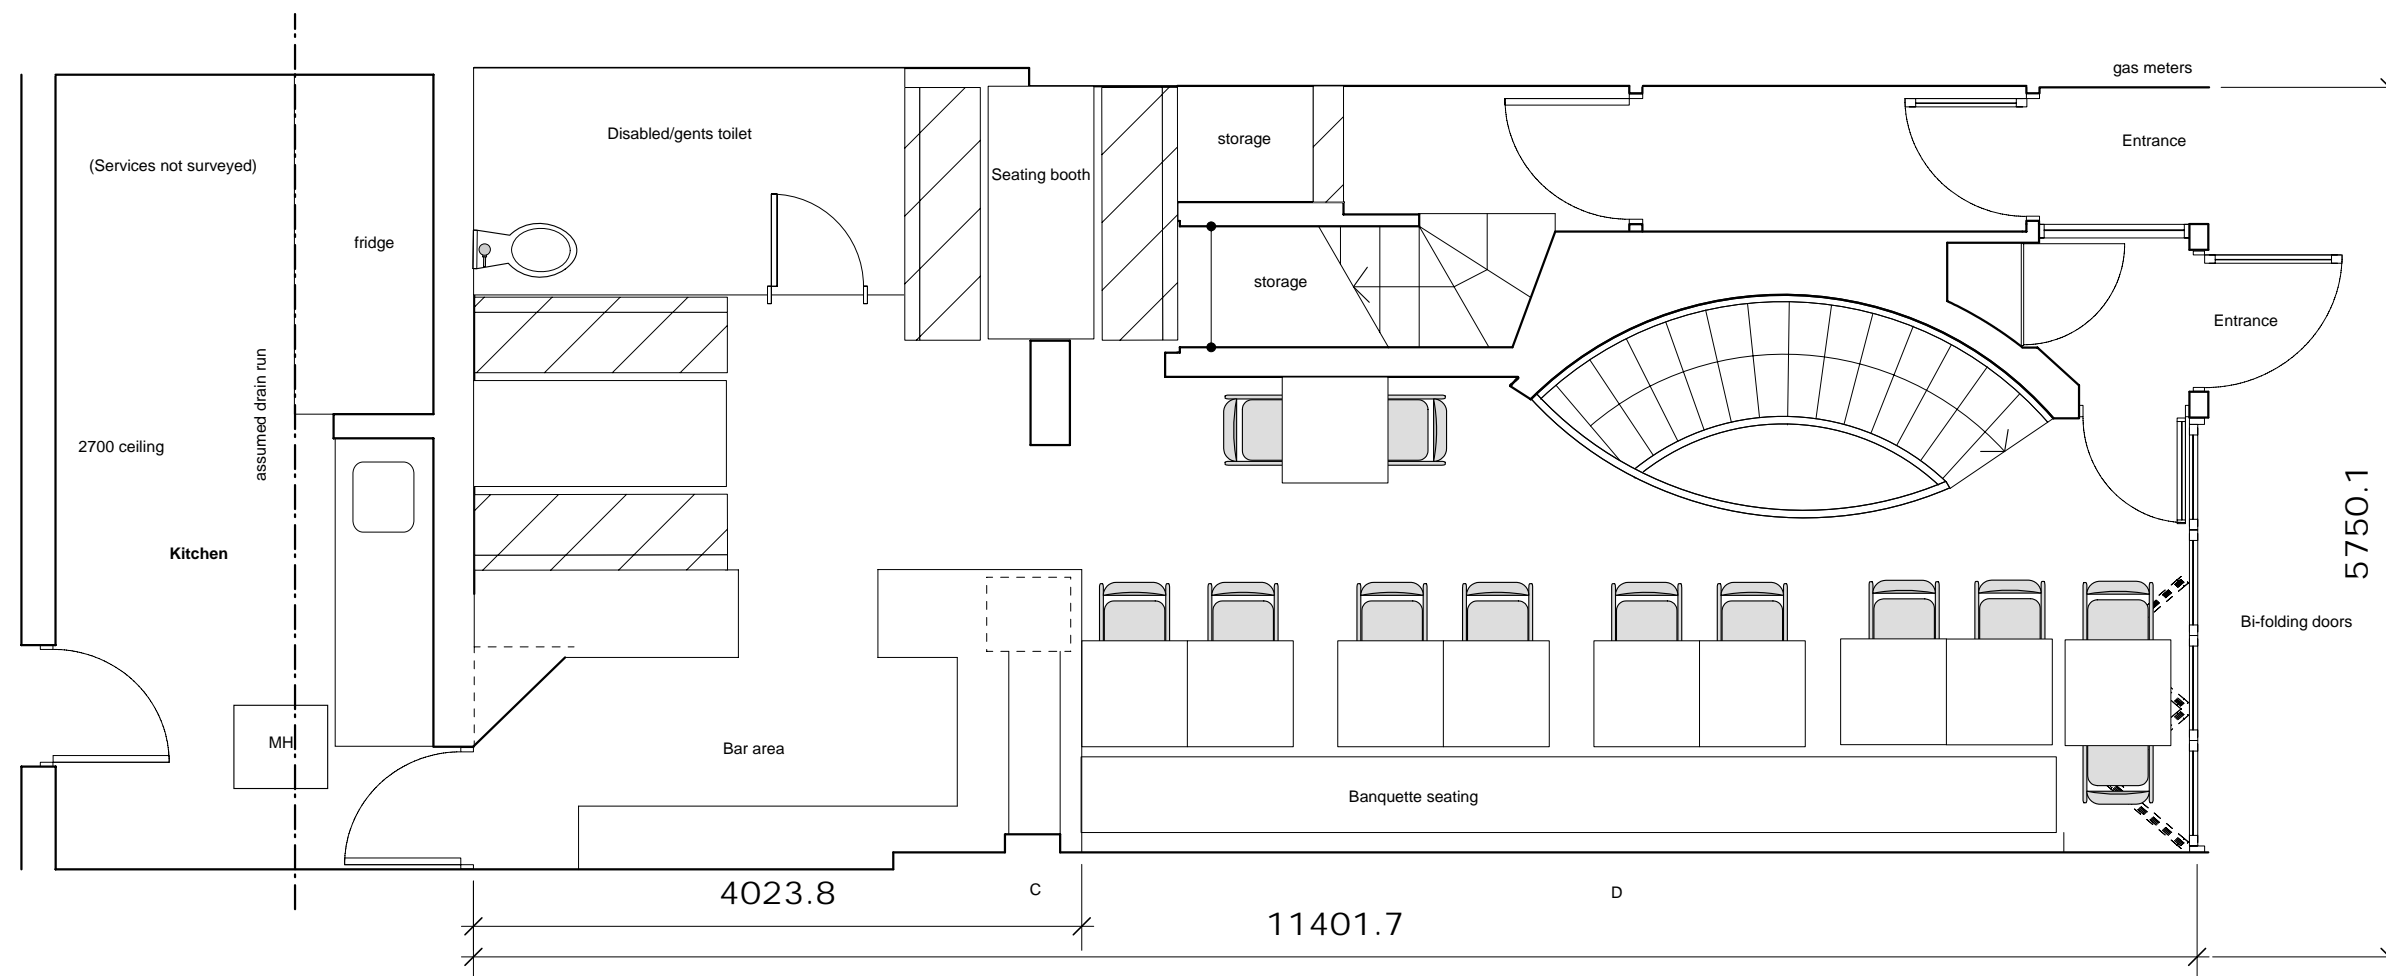 gas meters
Disabled/gents toilet
storage
Entrance
(Services not surveyed)
Seating booth
fridge
storage
Entrance
assumed drain run
2700 ceiling
5750.1
Kitchen
Bi-folding doors
MH
Bar area
Banquette seating
4023.8
C
D
11401.7